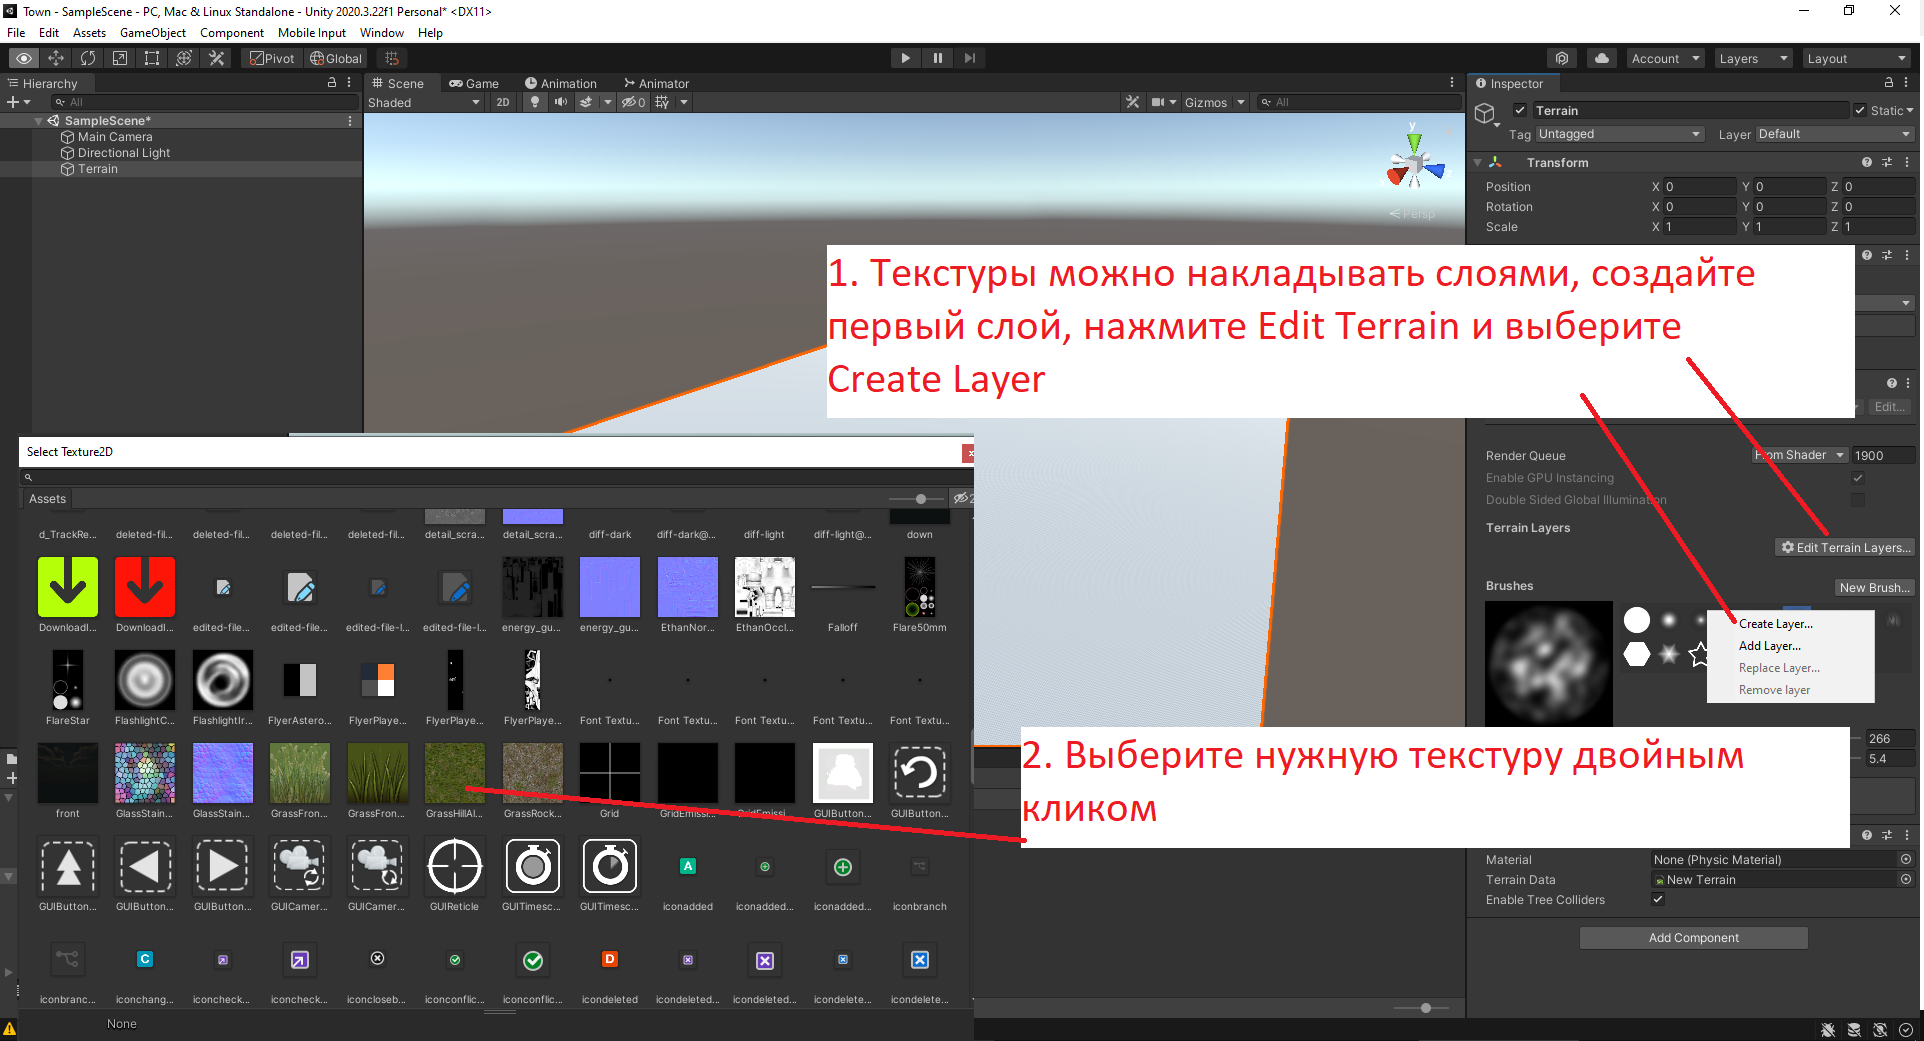 Town - SampleScene - PC, Mac & Linux Standalone - Unity 2020.3.22f1 Personal* <DX11>
File Edit Assets GameObject Component Mobile Input Window Help
Pivot Global Account Layers Layout
Hierarchy
All
SampleScene*
Main Camera
Directional Light
Terrain
Scene Game Animation Animator
Shaded 2D 0 Gizmos All
y
Persp
Inspector
Terrain Static
Tag Untagged Layer Default
Transform
Position X 0 Y 0 Z 0
Rotation X 0 Y 0 Z 0
Scale X 1 Y 1 Z 1
1. Текстуры можно накладывать слоями, создайте
первый слой, нажмите Edit Terrain и выберите
Create Layer
Edit...
Render Queue From Shader 1900
Enable GPU Instancing
Double Sided Global Illumination
Terrain Layers
Edit Terrain Layers...
Brushes
New Brush...
Create Layer...
Add Layer...
Replace Layer...
Remove layer
266
5.4
Select Texture2D
Assets
d_TrackRe... deleted-fil... deleted-fil... deleted-fil... deleted-fil... detail_scra... detail_scra... diff-dark diff-dark@... diff-light diff-light@... down
DownloadI... DownloadI... edited-file... edited-file... edited-file-l... edited-file-l... energy_gu... energy_gu... EthanNor... EthanOccl... Falloff Flare50mm
FlareStar FlashlightC... FlashlightIr... FlyerAstero... FlyerPlaye... FlyerPlaye... FlyerPlaye... Font Textu... Font Textu... Font Textu... Font Textu... Font Textu...
front GlassStain... GlassStain... GrassFron... GrassFron... GrassHillAl... GrassRock... Grid GridEmissi... GridEmissi... GUIButton... GUIButton...
GUIButton... GUIButton... GUIButton... GUICamer... GUICamer... GUIReticle GUITimesc... GUITimesc... iconadded iconadded... iconadded... iconbranch
iconbranc... iconchang... iconcheck... iconcheck... iconcloseb... iconconflic... iconconflic... icondeleted icondeleted... icondeleted... icondelete... icondelete...
None
2. Выберите нужную текстуру двойным
кликом
Material None (Physic Material)
Terrain Data New Terrain
Enable Tree Colliders
Add Component